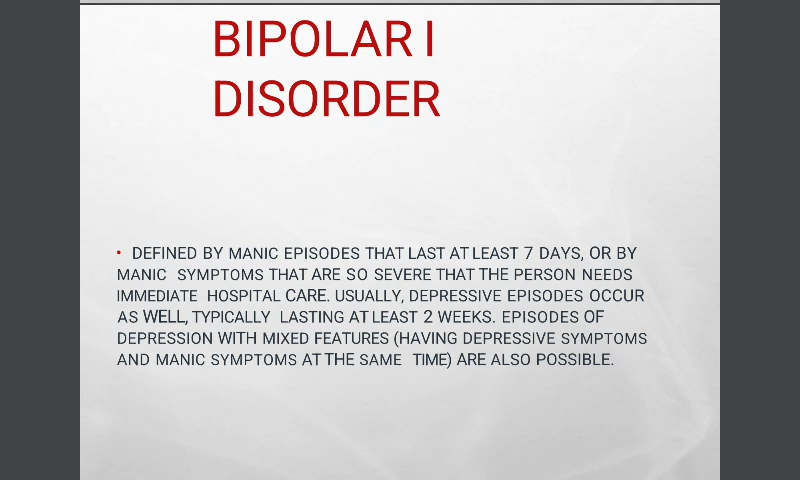 BIPOLAR I
DISORDER
• DEFINED BY MANIC EPISODES THAT LAST AT LEAST 7 DAYS, OR BY
MANIC SYMPTOMS THAT ARE SO SEVERE THAT THE PERSON NEEDS
IMMEDIATE HOSPITAL CARE. USUALLY, DEPRESSIVE EPISODES OCCUR
AS WELL, TYPICALLY LASTING AT LEAST 2 WEEKS. EPISODES OF
DEPRESSION WITH MIXED FEATURES (HAVING DEPRESSIVE SYMPTOMS
AND MANIC SYMPTOMS AT THE SAME TIME) ARE ALSO POSSIBLE.